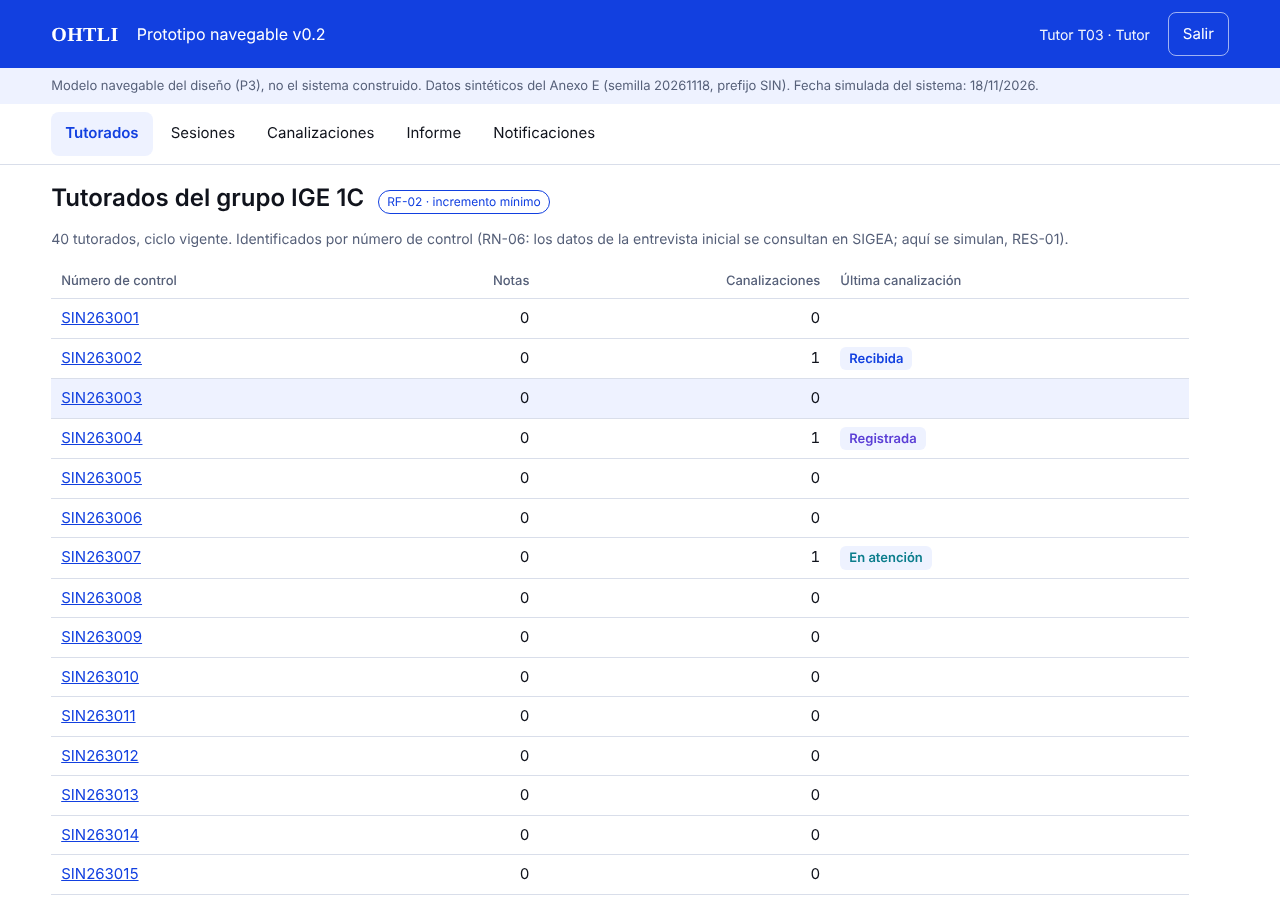 OHTLI Prototipo navegable v0.2 Tutor T03 · Tutor Salir
Modelo navegable del diseño (P3), no el sistema construido. Datos sintéticos del Anexo E (semilla 20261118, prefijo SIN). Fecha simulada del sistema: 18/11/2026.
Tutorados Sesiones Canalizaciones Informe Notificaciones
Tutorados del grupo IGE 1C RF-02 · incremento mínimo
40 tutorados, ciclo vigente. Identificados por número de control (RN-06: los datos de la entrevista inicial se consultan en SIGEA; aquí se simulan, RES-01).
Número de control Notas Canalizaciones Última canalización
SIN263001 0 0
SIN263002 0 1 Recibida
SIN263003 0 0
SIN263004 0 1 Registrada
SIN263005 0 0
SIN263006 0 0
SIN263007 0 1 En atención
SIN263008 0 0
SIN263009 0 0
SIN263010 0 0
SIN263011 0 0
SIN263012 0 0
SIN263013 0 0
SIN263014 0 0
SIN263015 0 0